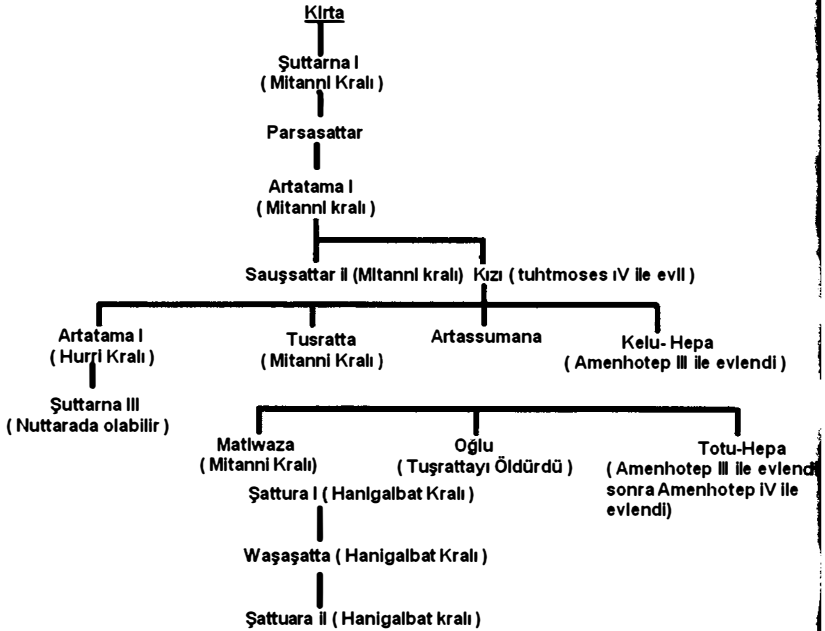 Kırta
Şuttarna I
( Mitanni Kralı )
Parsasattar
Artatama I
( Mitanni kralı )
Sauşsattar iI (Mitanni kralı) Kızı ( tuhtmoses ıV ile evli )
Artatama I
( Hurri Kralı )
Tusratta
( Mitanni Kralı )
Artassumana
Kelu- Hepa
( Amenhotep III ile evlendi )
Şuttarna III
( Nuttarada olabilir )
Matiwaza
( Mitanni Kralı)
Oğlu
( Tuşrattayı Öldürdü )
Totu-Hepa
( Amenhotep III ile evlendi
sonra Amenhotep iV ile
evlendi)
Şattura I ( Hanigalbat Kralı )
Waşaşatta ( Hanigalbat Kralı )
Şattuara iI ( Hanigalbat kralı )